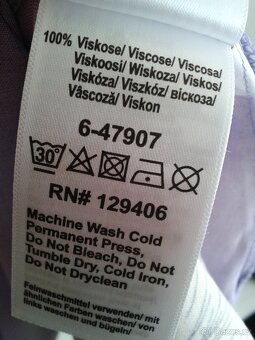 100% Viskose/ Viscose/ Viscosa/
Viskoosi/ Wiskoza/ Viskos/
Viskóza/ Viszkóz/ віскоза/
Vâscoză/ Viskon
6-47907
30
RN# 129406
Machine Wash Cold
Permanent Press,
Do Not Bleach, Do Not
Tumble Dry, Cold Iron,
Do Not Dryclean
Feinwaschmittel verwenden/ mit
ähnlichen Farben waschen/ von
links waschen und bügeln/